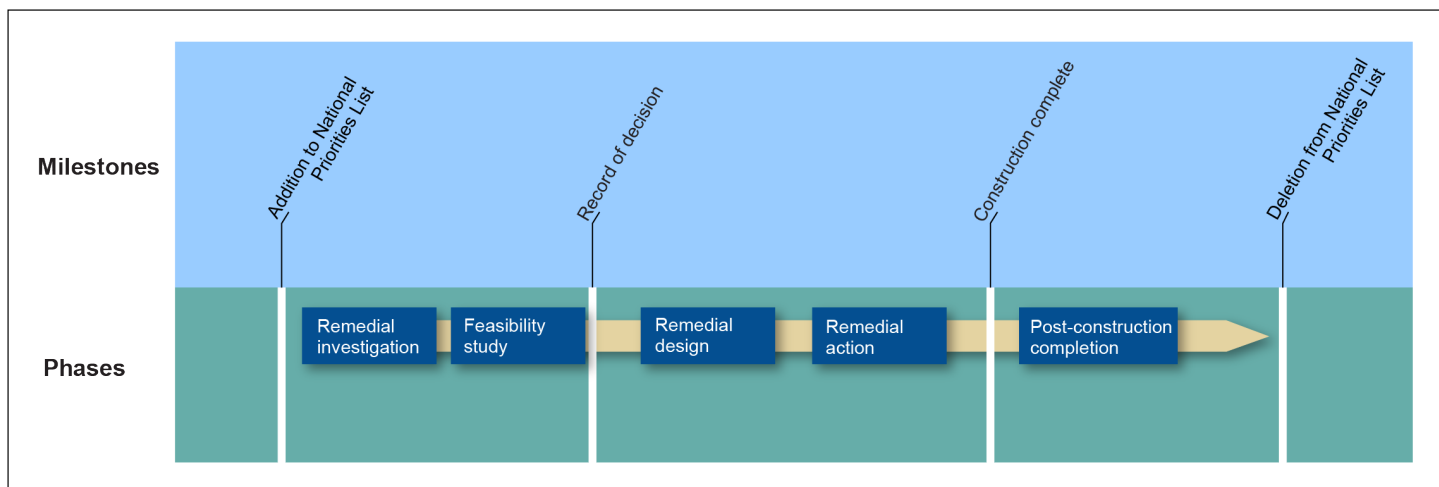 Milestones
Addition to National
Priorities List
Record of decision
Construction complete
Deletion from National
Priorities List
Phases
Remedial
investigation
Feasibility
study
Remedial
design
Remedial
action
Post-construction
completion